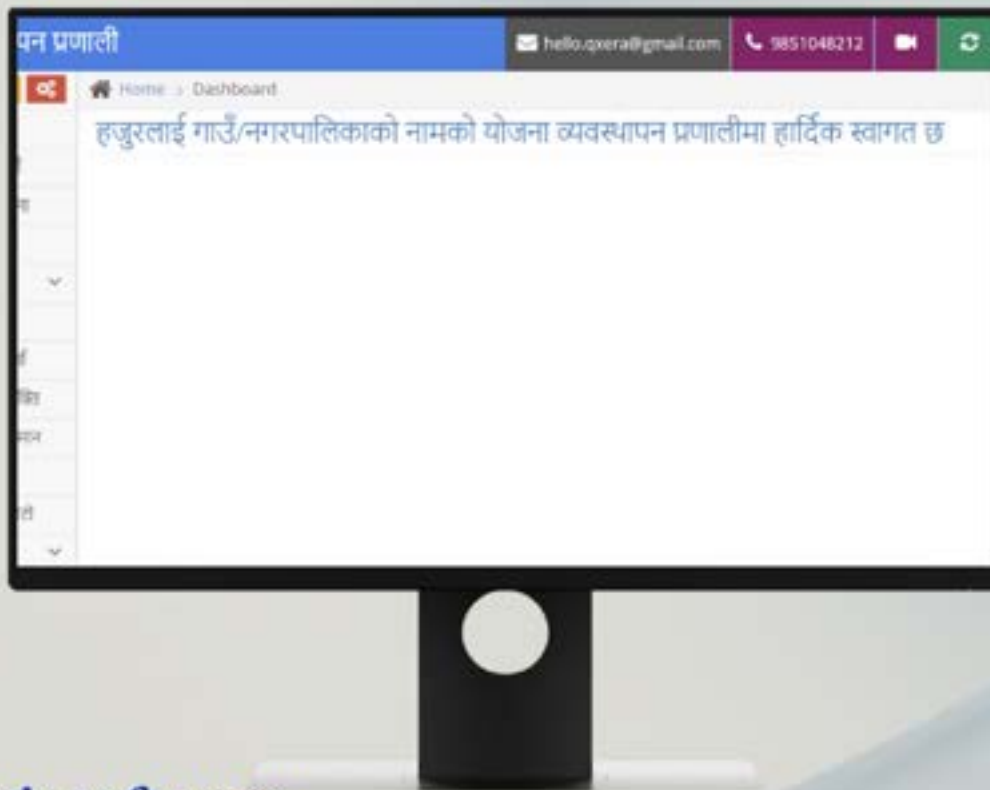 पन प्रणाली
hello.qxera@gmail.com
9851048212
Home › Dashboard
हजुरलाई गाउँ/नगरपालिकाको नामको योजना व्यवस्थापन प्रणालीमा हार्दिक स्वागत छ